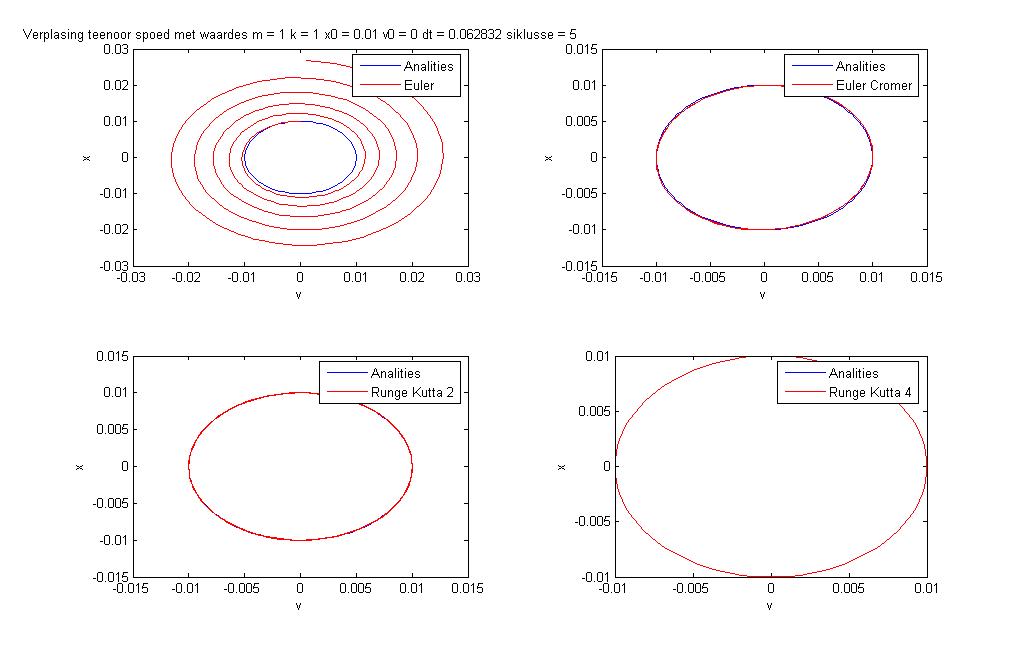 Verplasing teenoor spoed met waardes m = 1 k = 1 x0 = 0.01 v0 = 0 dt = 0.062832 siklusse = 5
0.03
0.02
0.01
0
-0.01
-0.02
-0.03
x
-0.03 -0.02 -0.01 0 0.01 0.02 0.03
v
Analities
Euler
0.015
0.01
0.005
0
-0.005
-0.01
-0.015
x
-0.015 -0.01 -0.005 0 0.005 0.01 0.015
v
Analities
Euler Cromer
0.015
0.01
0.005
0
-0.005
-0.01
-0.015
x
-0.015 -0.01 -0.005 0 0.005 0.01 0.015
v
Analities
Runge Kutta 2
0.01
0.005
0
-0.005
-0.01
x
-0.01 -0.005 0 0.005 0.01
v
Analities
Runge Kutta 4